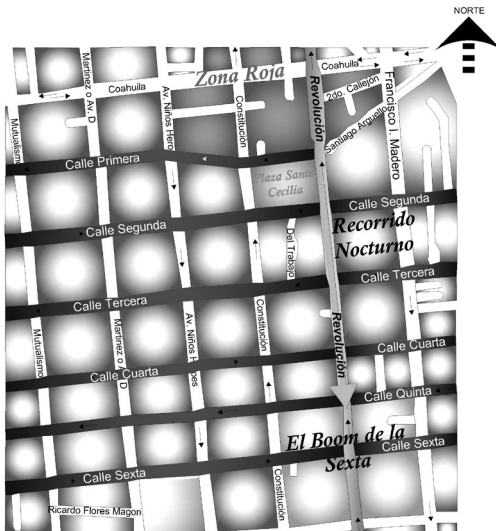 NORTE
Zona Roja
Coahuila
Coahuila
Martinez o Av. D
Mutualismo
Av. Niños Hero
Constitución
Revolución
2do. Callejón
Santiago Arguello
Francisco I. Madero
Calle Primera
Plaza Santa
Cecilia
Calle Segunda
Calle Segunda
Recorrido
Nocturno
Del Trabajo
Calle Tercera
Calle Tercera
Mutualismo
Martinez o Av. D
Av. Niños Heroes
Constitución
Revolución
Calle Cuarta
Calle Cuarta
Calle Quinta
El Boom de la
Sexta
Calle Sexta
Calle Sexta
Constitución
Ricardo Flores Magon